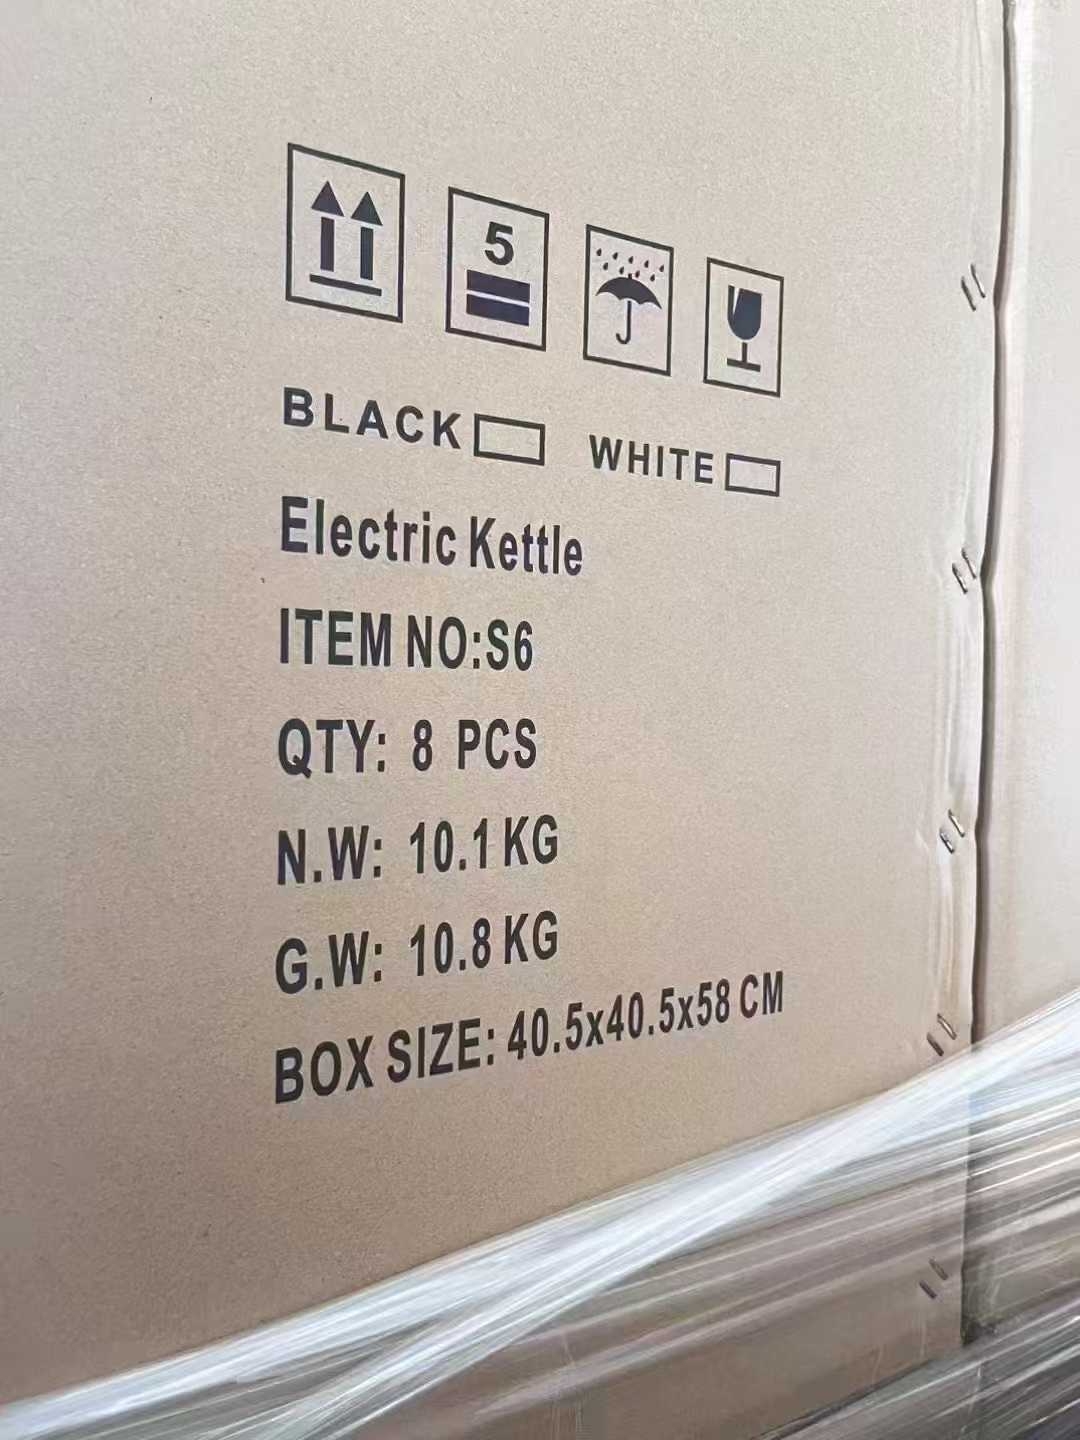 5
BLACK WHITE
Electric Kettle
ITEM NO:S6
QTY: 8 PCS
N.W: 10.1 KG
G.W: 10.8 KG
BOX SIZE: 40.5x40.5x58 CM